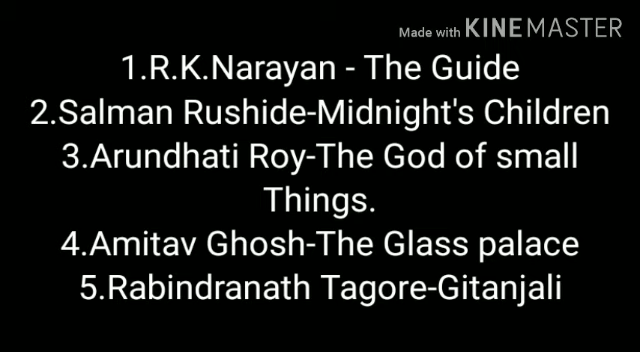 Made with KINEMASTER
1.R.K.Narayan - The Guide
2.Salman Rushide-Midnight's Children
3.Arundhati Roy-The God of small
Things.
4.Amitav Ghosh-The Glass palace
5.Rabindranath Tagore-Gitanjali